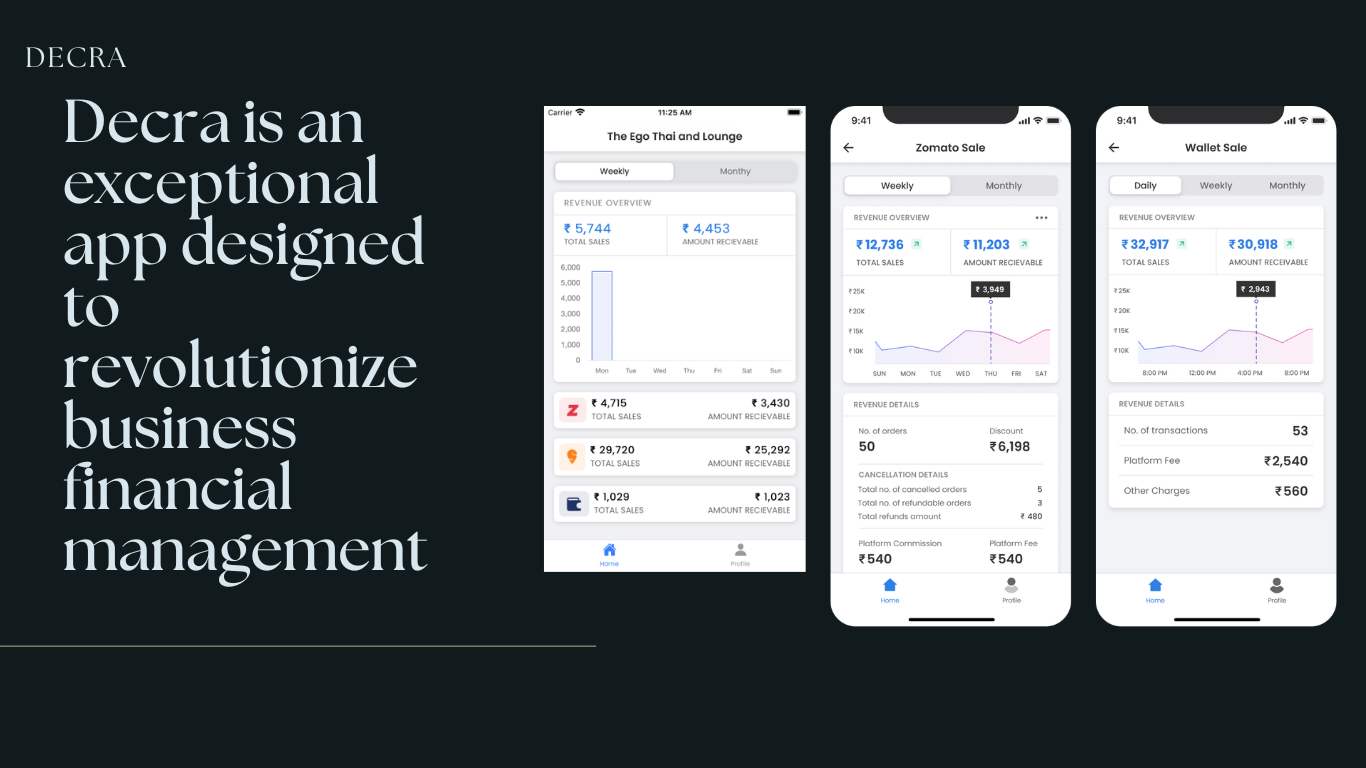 DECRA
Decra is an
exceptional
app designed
to
revolutionize
business
financial
management
Carrier
11:25 AM
The Ego Thai and Lounge
Weekly
Monthy
REVENUE OVERVIEW
₹ 5,744
₹ 4,453
TOTAL SALES
AMOUNT RECIEVABLE
6,000
5,000
4,000
3,000
2,000
1,000
0
Mon Tue Wed Thu Fri Sat Sun
₹ 4,715
₹ 3,430
TOTAL SALES
AMOUNT RECIEVABLE
₹ 29,720
₹ 25,292
TOTAL SALES
AMOUNT RECIEVABLE
₹ 1,029
₹ 1,023
TOTAL SALES
AMOUNT RECIEVABLE
Home
Profile
9:41
Zomato Sale
Weekly
Monthly
REVENUE OVERVIEW
₹12,736
₹ 11,203
TOTAL SALES
AMOUNT RECIEVABLE
₹ 3,949
₹25K
₹20K
₹15K
₹10K
SUN MON TUE WED THU FRI SAT
REVENUE DETAILS
No. of orders
Discount
50
₹6,198
CANCELLATION DETAILS
Total no. of cancelled orders 5
Total no. of refundable orders 3
Total refunds amount ₹ 480
Platform Commission
Platform Fee
₹540
₹540
Home
Profile
9:41
Wallet Sale
Daily
Weekly
Monthly
REVENUE OVERVIEW
₹32,917
₹30,918
TOTAL SALES
AMOUNT RECEIVABLE
₹ 2,943
₹25K
₹20K
₹15K
₹10K
8:00 PM 12:00 PM 4:00 PM 8:00 PM
REVENUE DETAILS
No. of transactions 53
Platform Fee ₹2,540
Other Charges ₹560
Home
Profile